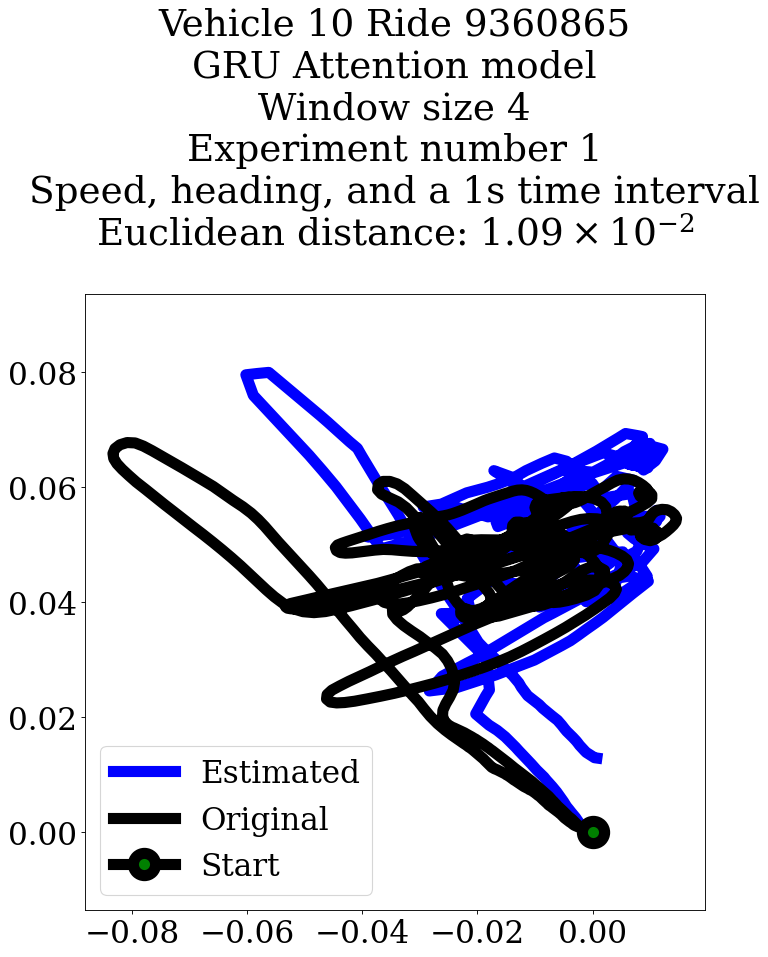 Vehicle 10 Ride 9360865
GRU Attention model
Window size 4
Experiment number 1
Speed, heading, and a 1s time interval
Euclidean distance: 1.09 × 10⁻²
0.08
0.06
0.04
0.02
0.00
Estimated
Original
Start
−0.08 −0.06 −0.04 −0.02 0.00